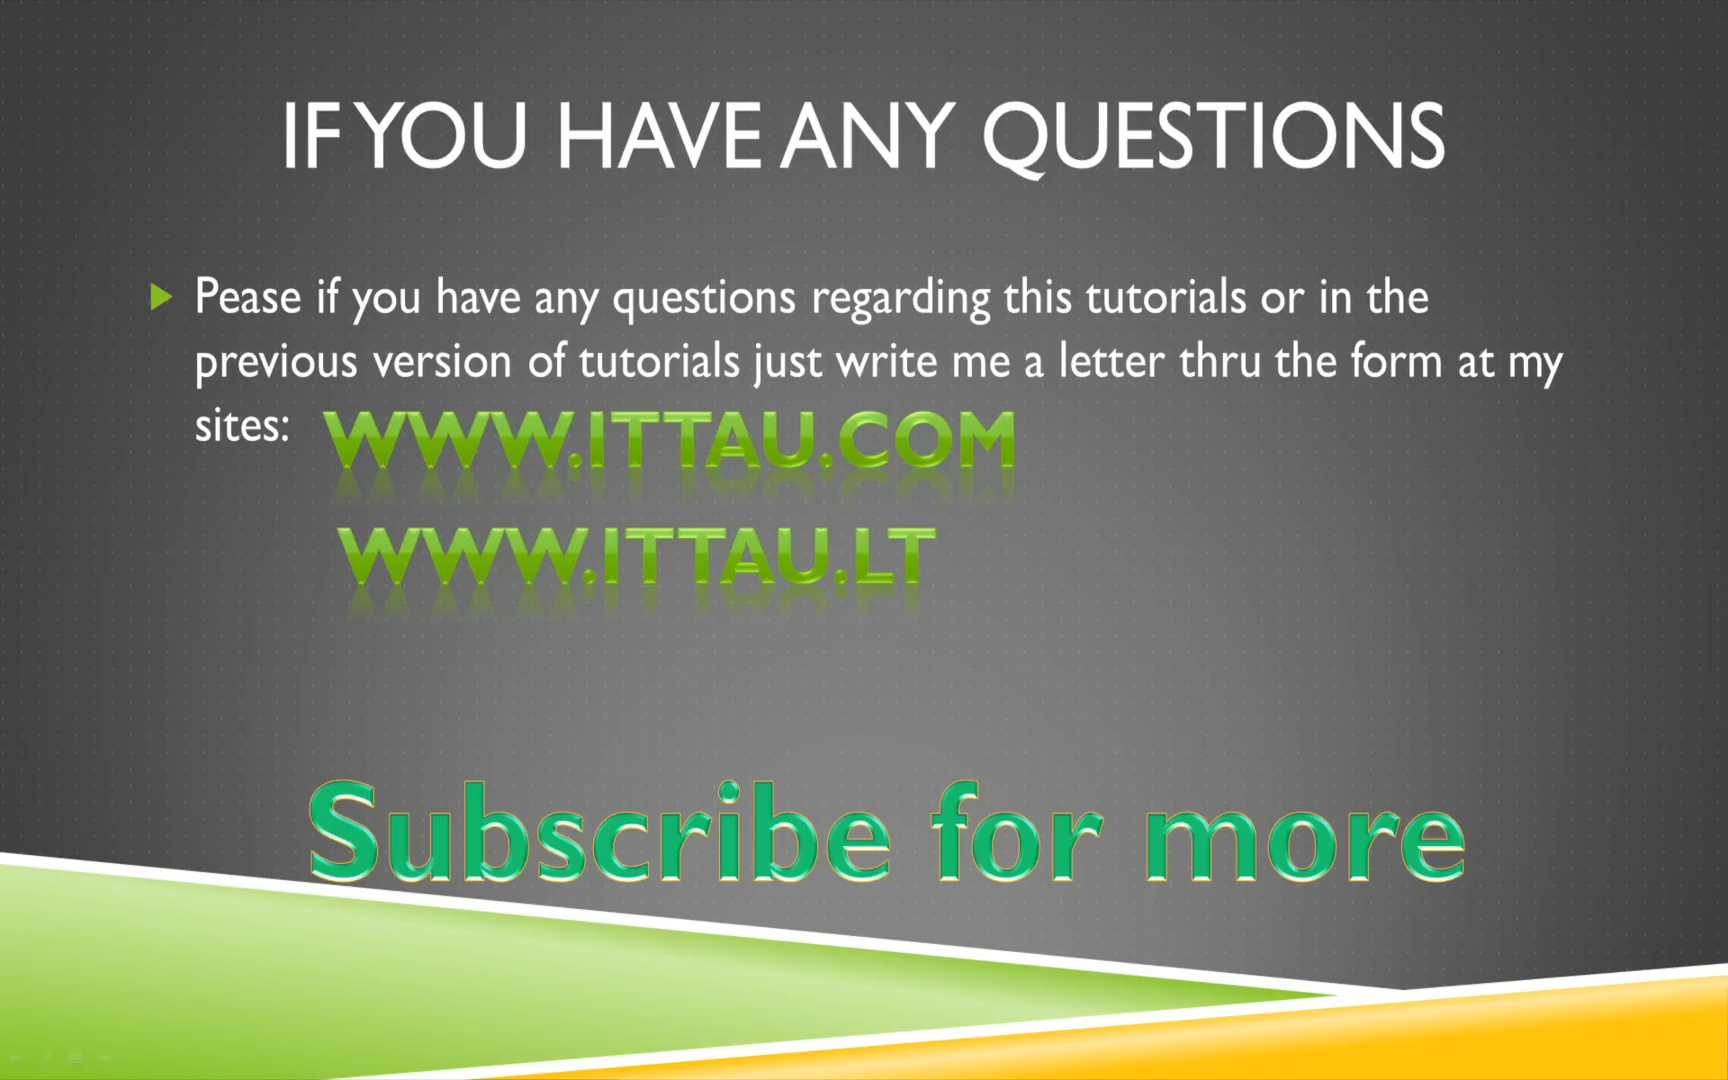 IF YOU HAVE ANY QUESTIONS
Pease if you have any questions regarding this tutorials or in the
previous version of tutorials just write me a letter thru the form at my
sites: WWW.ITTAU.COM
WWW.ITTAU.LT
Subscribe for more